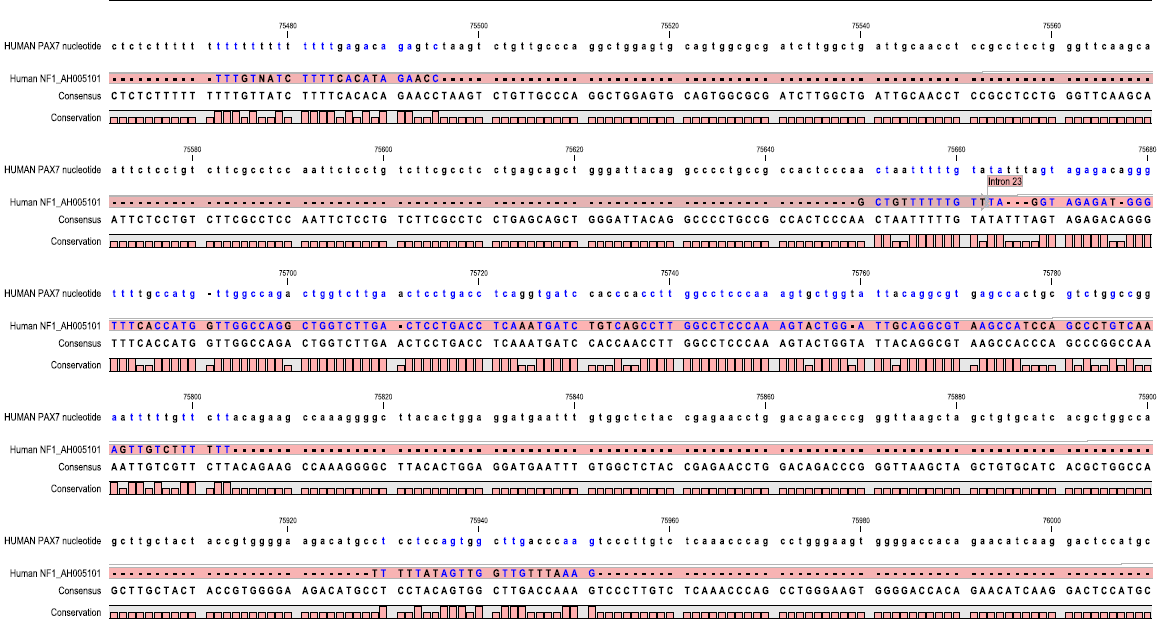 75480 75500 75520 75540 75560
HUMAN PAX7 nucleotide ctctcttttt tttttttttt ttttgagaca gagtctaagt ctgttgccca ggctggagtg cagtggcgcg atcttggctg attgcaacct ccgcctcctg ggttcaagca
Human NF1_AH005101 ---------- -TTTGTNATC TTTTCACATA GAACC----- ---------- ---------- ---------- ---------- ---------- ---------- ----------
Consensus CTCTCTTTTT TTTTGTTATC TTTTCACACA GAACCTAAGT CTGTTGCCCA GGCTGGAGTG CAGTGGCGCG ATCTTGGCTG ATTGCAACCT CCGCCTCCTG GGTTCAAGCA
Conservation
75580 75600 75620 75640 75660 75680
HUMAN PAX7 nucleotide attctcctgt cttcgcctcc aattctcctg tcttcgcctc ctgagcagct gggattacag gcccctgccg ccactcccaa ctaatttttg tatatttagt agagacaggg
Intron 23
Human NF1_AH005101 ---------- ---------- ---------- ---------- ---------- ---------- ---------- ---------G CTGTTTTTTG TTTA---GGT AGAGAT-GGG
Consensus ATTCTCCTGT CTTCGCCTCC AATTCTCCTG TCTTCGCCTC CTGAGCAGCT GGGATTACAG GCCCCTGCCG CCACTCCCAA CTAATTTTTG TATATTTAGT AGAGACAGGG
Conservation
75700 75720 75740 75760 75780
HUMAN PAX7 nucleotide ttttgccatg -ttggccaga ctggtcttga actcctgacc tcaggtgatc cacccacctt ggcctcccaa agtgctggta ttacaggcgt gagccactgc gtctggccgg
Human NF1_AH005101 TTTCACCATG GTTGGCCAGG CTGGTCTTGA -CTCCTGACC TCAAATGATC TGTCAGCCTT GGCCTCCCAA AGTACTGG-A TTGCAGGCGT AAGCCATCCA GCCCTGTCAA
Consensus TTTCACCATG GTTGGCCAGA CTGGTCTTGA ACTCCTGACC TCAAATGATC CACCAACCTT GGCCTCCCAA AGTACTGGTA TTACAGGCGT AAGCCACCCA GCCCGGCCAA
Conservation
75800 75820 75840 75860 75880 75900
HUMAN PAX7 nucleotide aatttttgtt cttacagaag ccaaaggggc ttacactgga ggatgaattt gtggctctac cgagaacctg gacagacccg ggttaagcta gctgtgcatc acgctggcca
Human NF1_AH005101 AGTTGTCTTT TTT------- ---------- ---------- ---------- ---------- ---------- ---------- ---------- ---------- ----------
Consensus AATTGTCGTT CTTACAGAAG CCAAAGGGGC TTACACTGGA GGATGAATTT GTGGCTCTAC CGAGAACCTG GACAGACCCG GGTTAAGCTA GCTGTGCATC ACGCTGGCCA
Conservation
75920 75940 75960 75980 76000
HUMAN PAX7 nucleotide gcttgctact accgtgggga agacatgcct cctccagtgg cttgacccaa gtcccttgtc tcaaacccag cctgggaagt ggggaccaca gaacatcaag gactccatgc
Human NF1_AH005101 ---------- ---------- --------TT TTTATAGTTG GTTGTTTAAA G--------- ---------- ---------- ---------- ---------- ----------
Consensus GCTTGCTACT ACCGTGGGGA AGACATGCCT CCTACAGTGG CTTGACCAAA GTCCCTTGTC TCAAACCCAG CCTGGGAAGT GGGGACCACA GAACATCAAG GACTCCATGC
Conservation